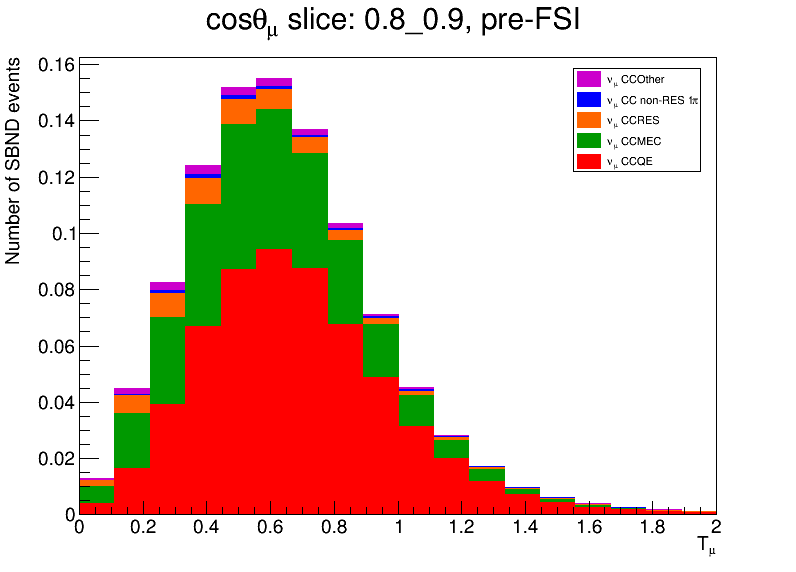 cosθμ slice: 0.8_0.9, pre-FSI
Number of SBND events
0.16
0.14
0.12
0.1
0.08
0.06
0.04
0.02
0
νμ CCOther
νμ CC non-RES 1π
νμ CCRES
νμ CCMEC
νμ CCQE
0 0.2 0.4 0.6 0.8 1 1.2 1.4 1.6 1.8 2
Tμ